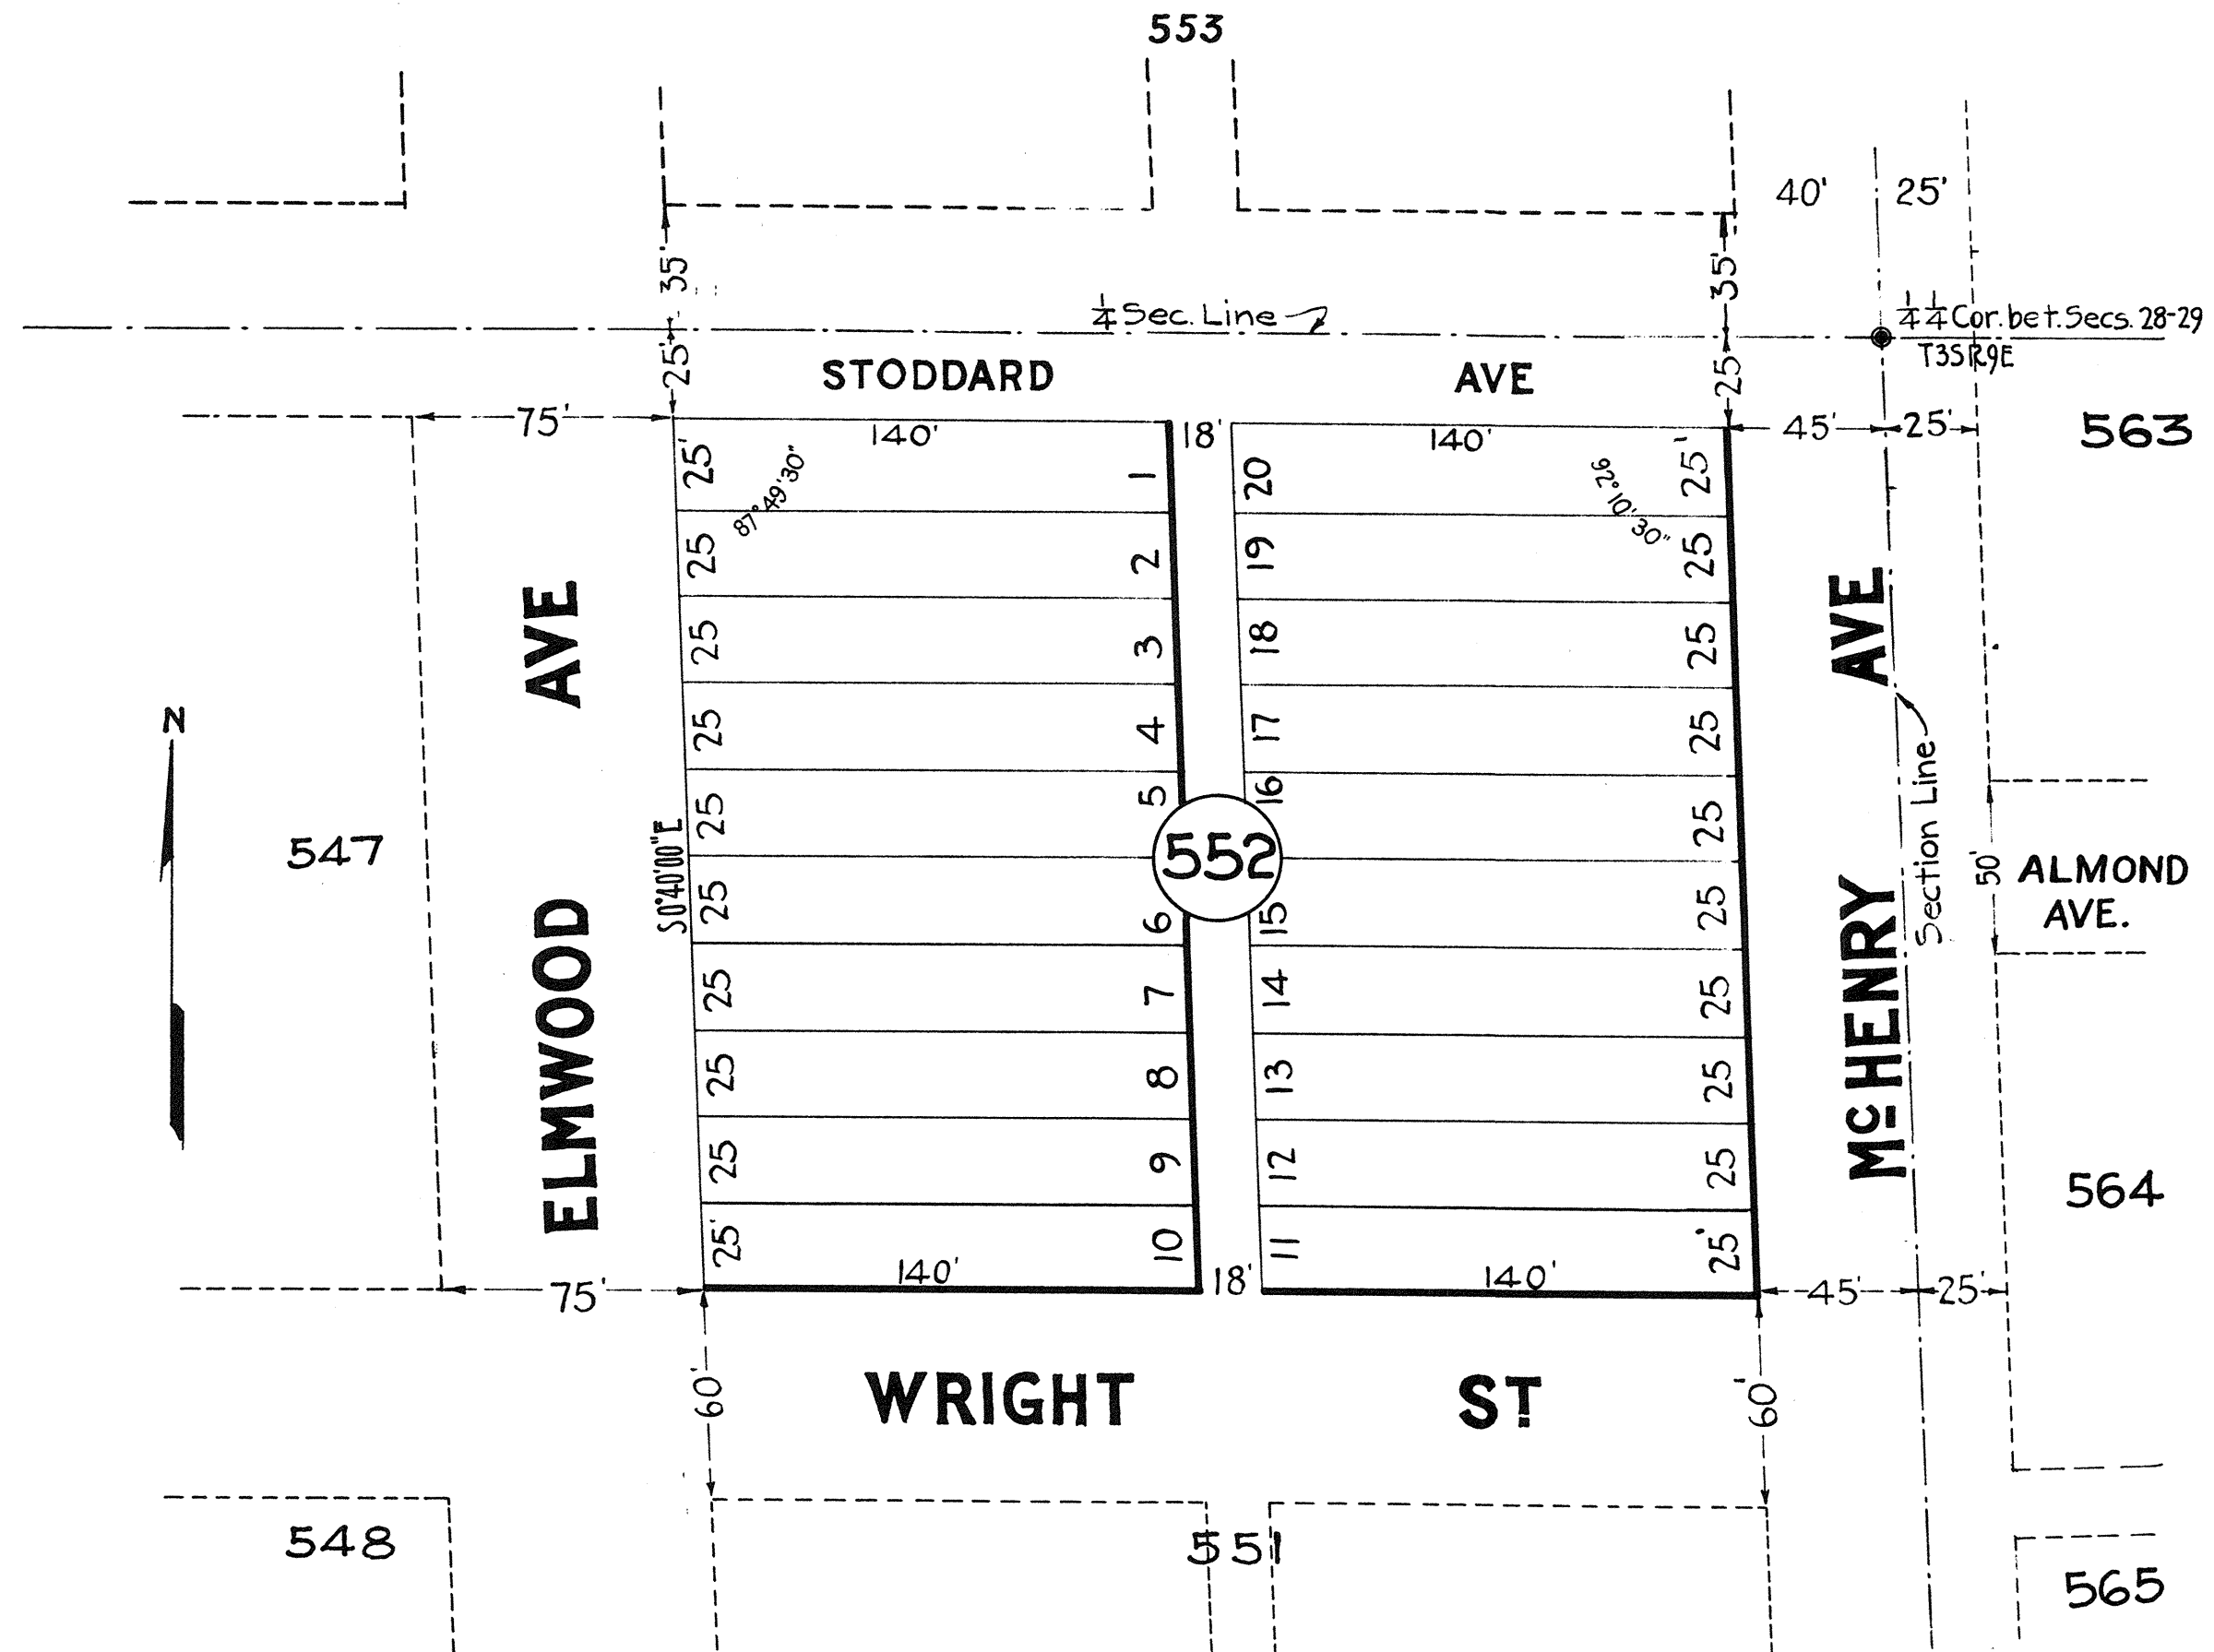 553
40' 25'
35' 35'
1/4 Sec. Line
1/4 1/4 Cor. bet. Secs. 28-29
T3S R9E
25' 25'
STODDARD AVE
75' 140' 18' 140' 45' 25'
563
25' 1 20 25'
87°49'30" 92°10'30"
25 2 19 25
25 3 18 25
25 4 17 25
25 5 16 25
25 6 15 25
25 7 14 25
25 8 13 25
25 9 12 25
25' 10 11 25'
552
N
547
ELMWOOD AVE
S0°40'00"E
McHENRY AVE
Section Line
50'
ALMOND
AVE.
564
75' 140' 18' 140' 45' 25'
60' 60'
WRIGHT ST
548
551
565